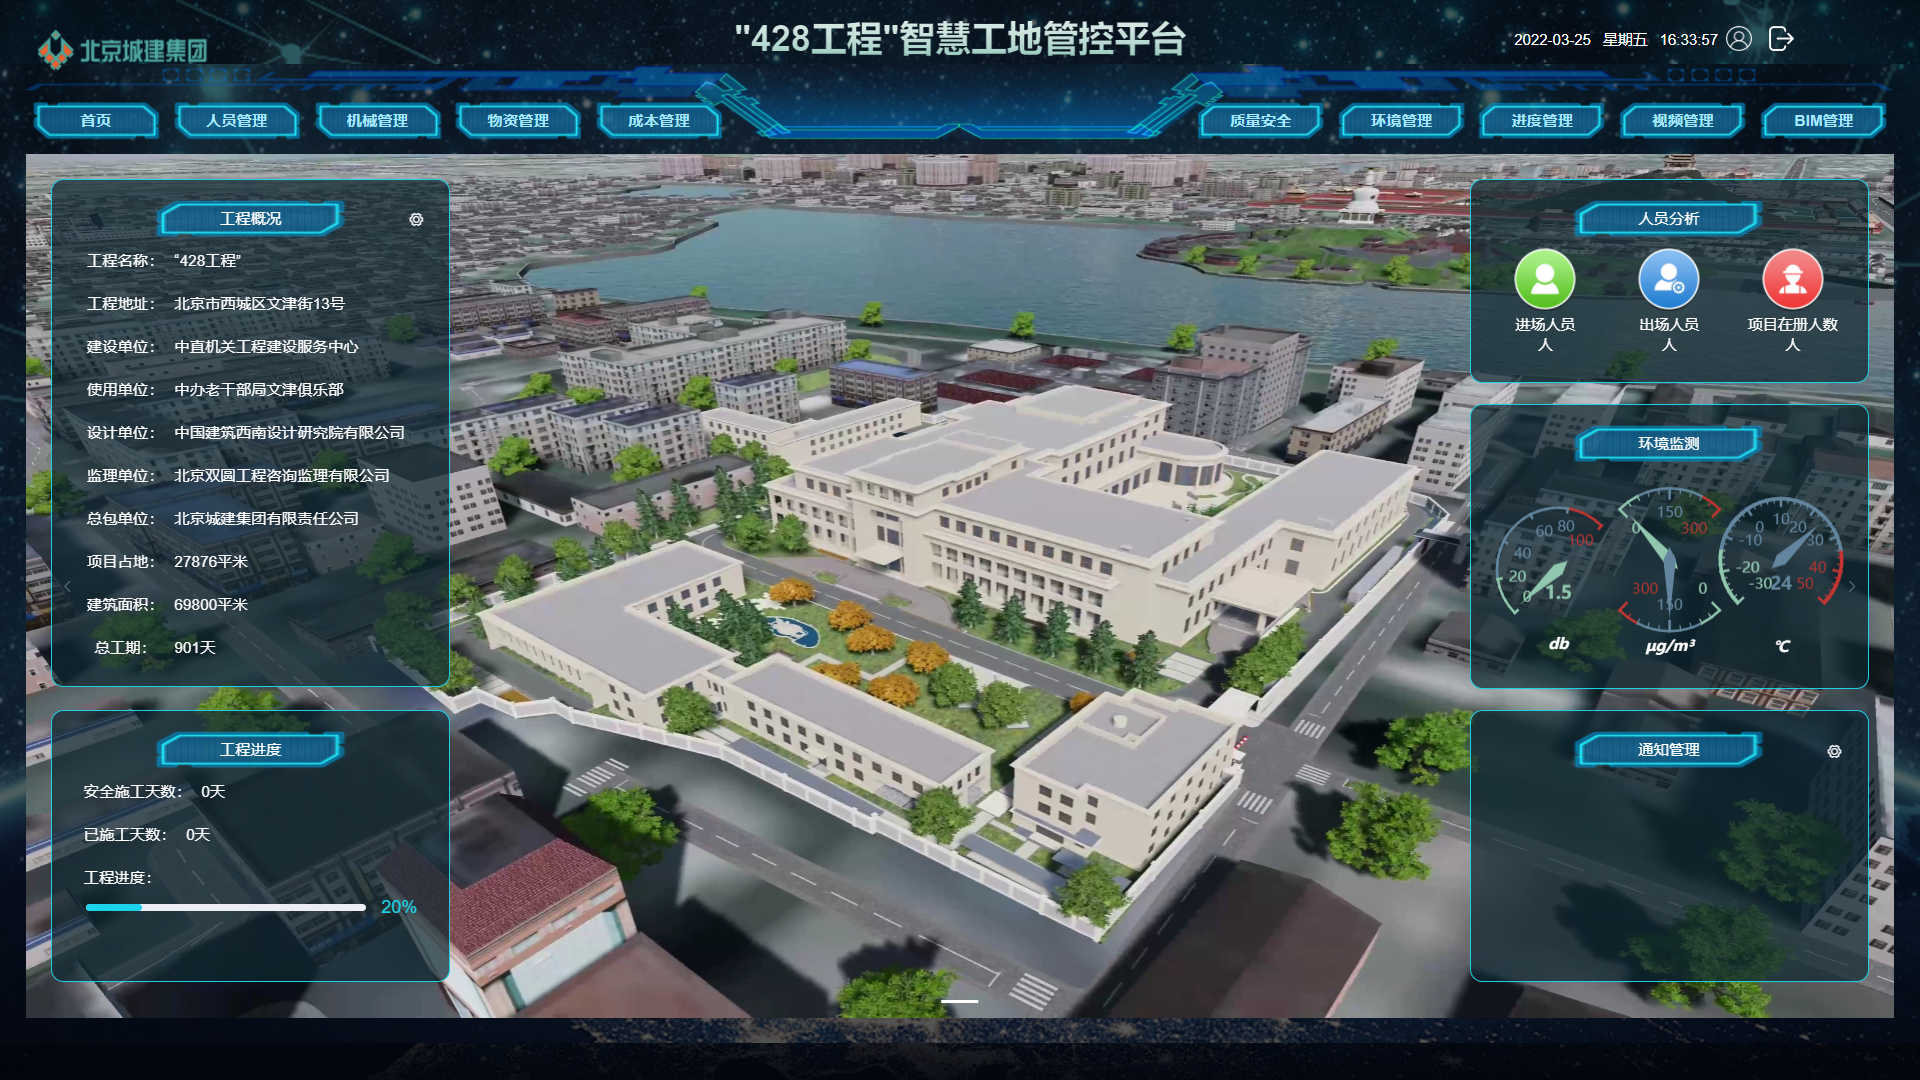 北京城建集团
"428工程"智慧工地管控平台
2022-03-25 星期五 16:33:57
首页 人员管理 机械管理 物资管理 成本管理 质量安全 环境管理 进度管理 视频管理 BIM管理
工程概况
工程名称： “428工程”
工程地址： 北京市西城区文津街13号
建设单位： 中直机关工程建设服务中心
使用单位： 中办老干部局文津俱乐部
设计单位： 中国建筑西南设计研究院有限公司
监理单位： 北京双圆工程咨询监理有限公司
总包单位： 北京城建集团有限责任公司
项目占地： 27876平米
建筑面积： 69800平米
总工期： 901天
工程进度
安全施工天数： 0天
已施工天数： 0天
工程进度：
20%
人员分析
进场人员 出场人员 项目在册人数
人 人 人
环境监测
0 20 40 60 80 100
1.5
db
0 150 300
300 150 0
μg/m³
-30 -20 -10 0 10 20 30 40 50
24
℃
通知管理